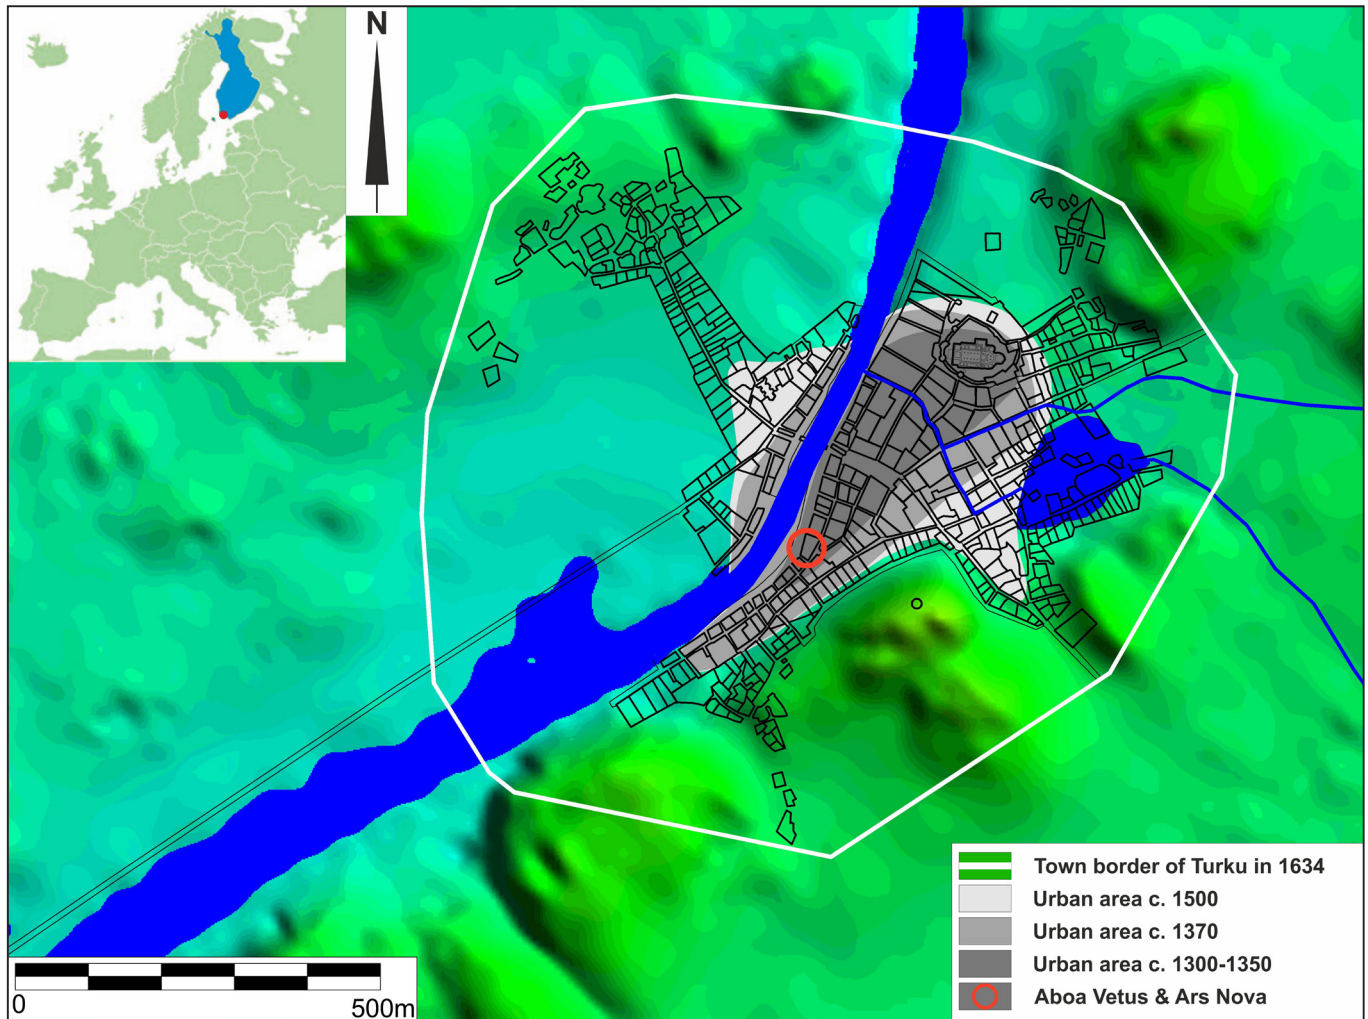 N
Town border of Turku in 1634
Urban area c. 1500
Urban area c. 1370
Urban area c. 1300-1350
Aboa Vetus & Ars Nova
0 500m